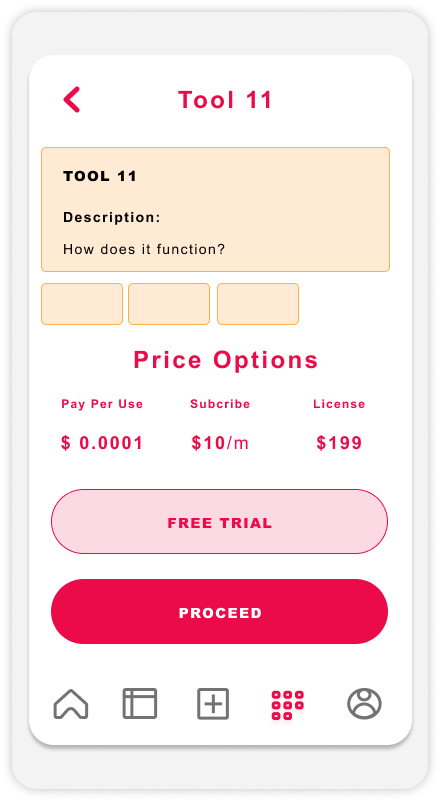 Tool 11
TOOL 11
Description:
How does it function?
Price Options
Pay Per Use Subcribe License
$ 0.0001 $10/m $199
FREE TRIAL
PROCEED